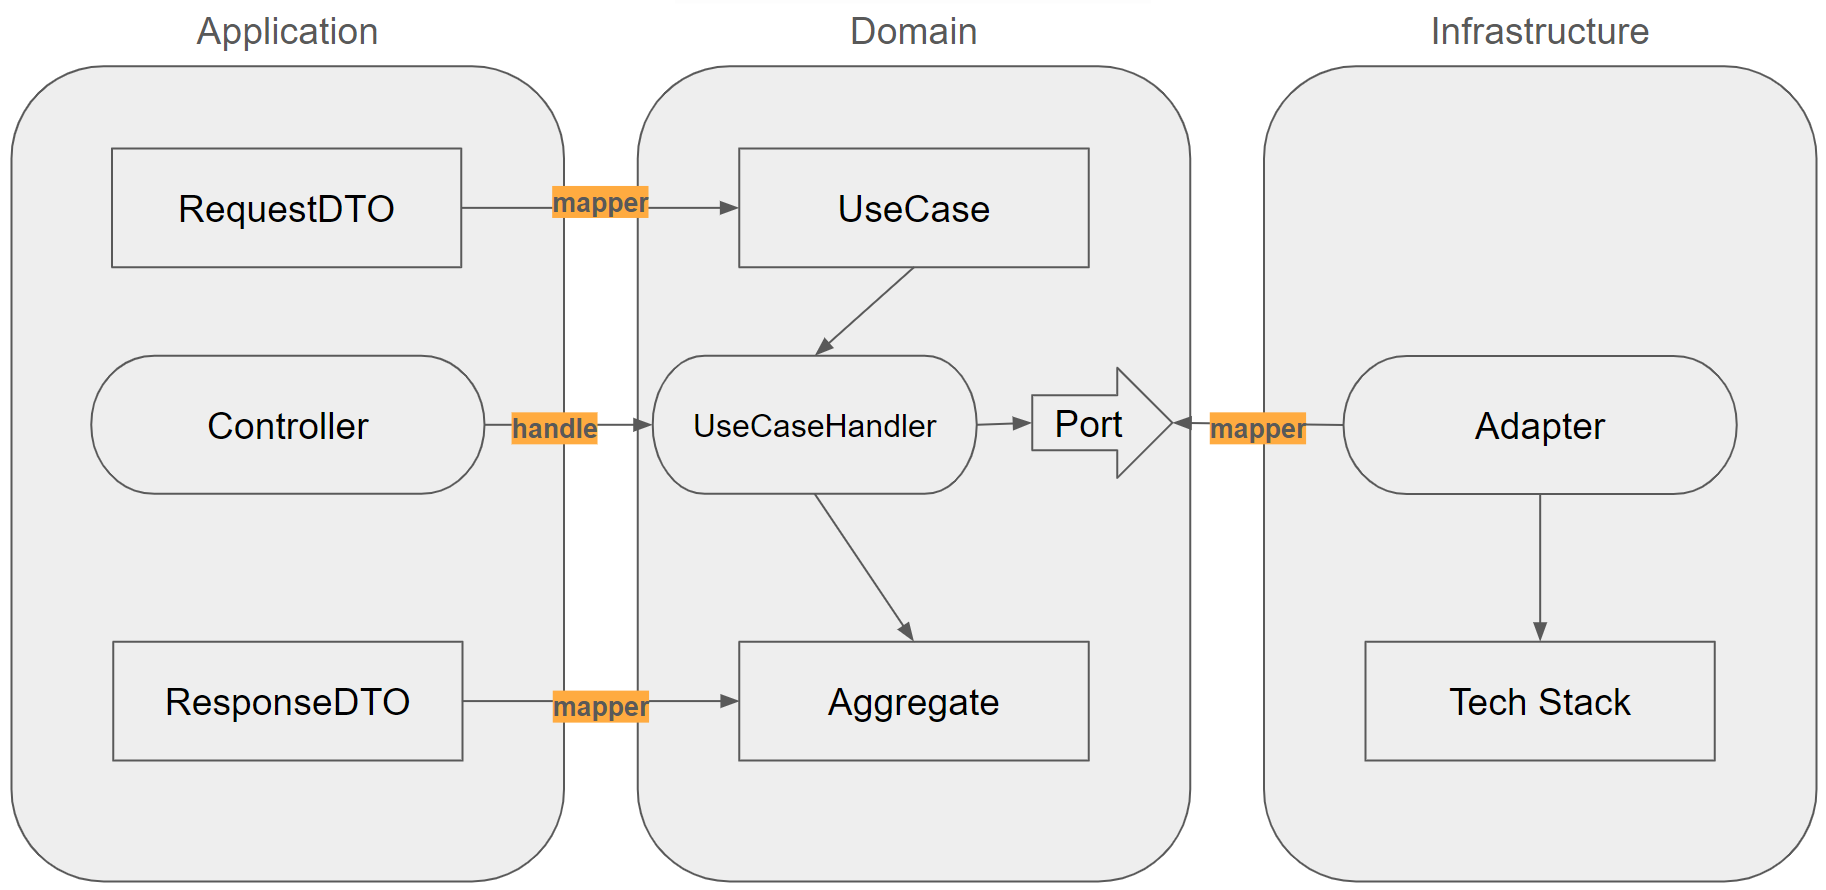 Application
Domain
Infrastructure
RequestDTO
mapper
UseCase
Controller
handle
UseCaseHandler
Port
mapper
Adapter
ResponseDTO
mapper
Aggregate
Tech Stack